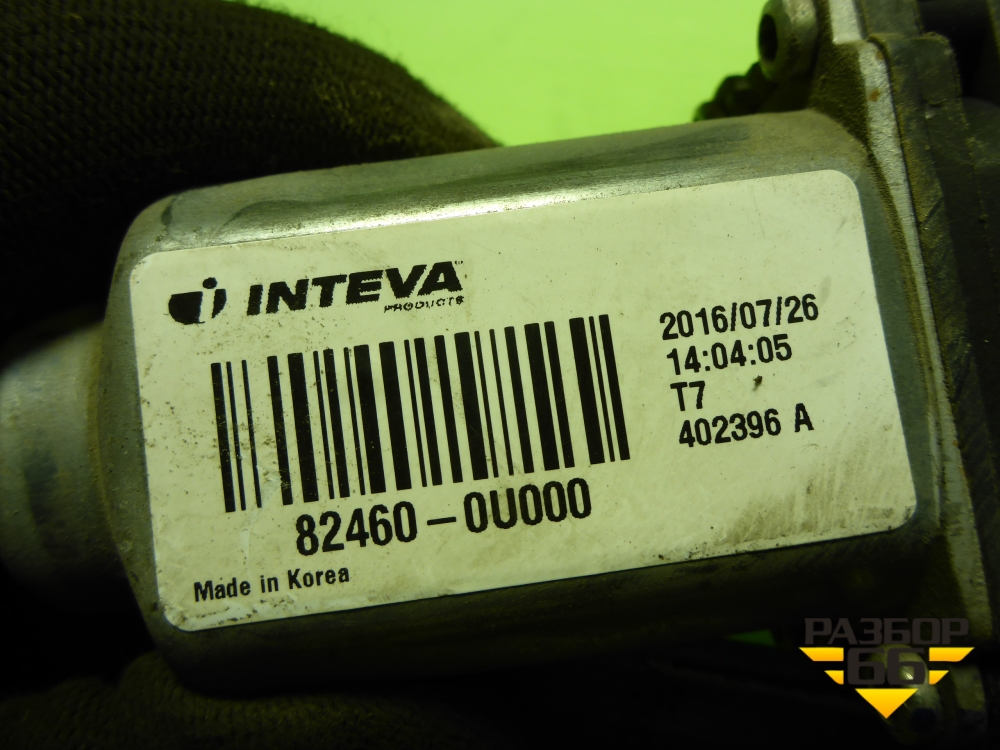 INTEVA
PRODUCTS
2016/07/26
14:04:05
T7
402396 A
82460-0U000
Made in Korea
РАЗБОР
66